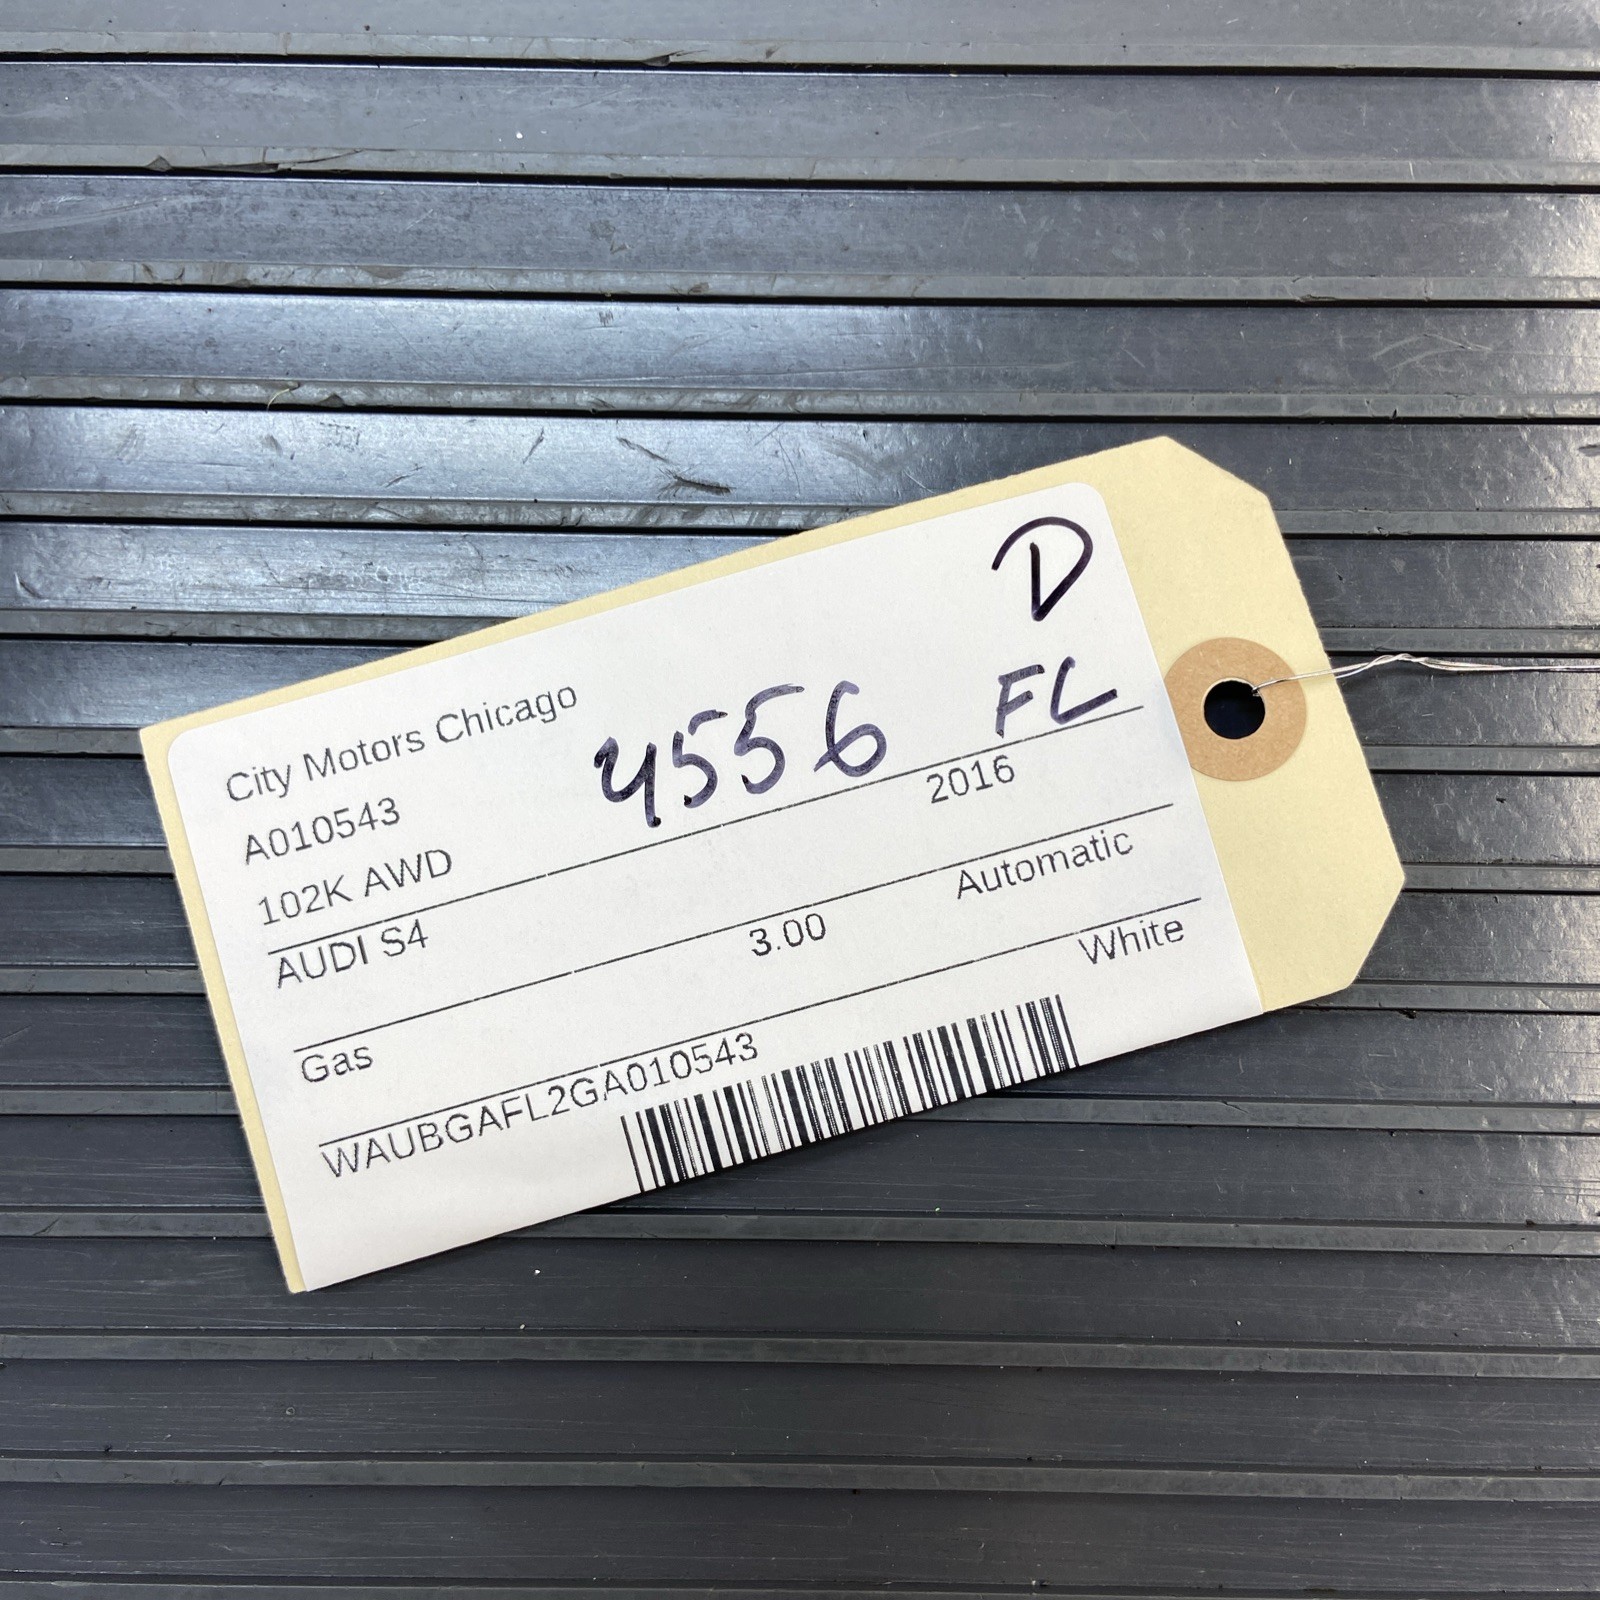 D
City Motors Chicago
4556 FL
A010543
102K AWD
AUDI S4 2016
3.00 Automatic
Gas White
WAUBGAFL2GA010543